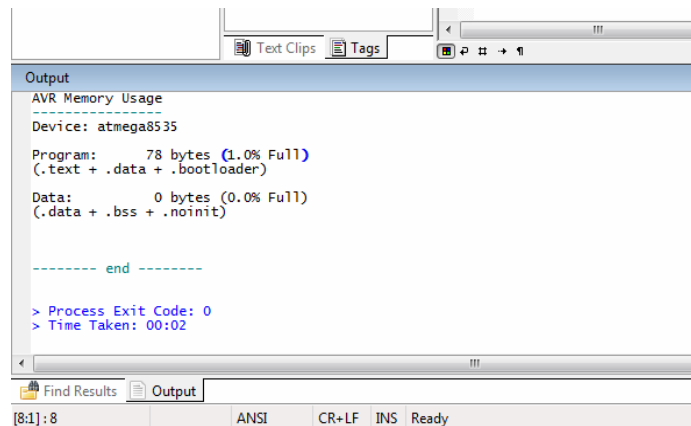 Text Clips Tags
Output
AVR Memory Usage
----------------
Device: atmega8535
Program: 78 bytes (1.0% Full)
(.text + .data + .bootloader)
Data: 0 bytes (0.0% Full)
(.data + .bss + .noinit)
-------- end --------
> Process Exit Code: 0
> Time Taken: 00:02
Find Results Output
[8:1] : 8 ANSI CR+LF INS Ready